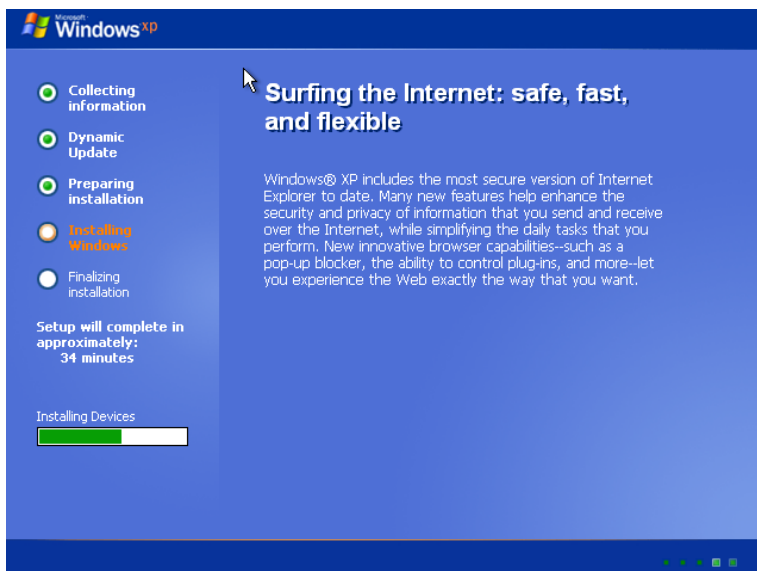 Microsoft
Windows xp
Collecting
information
Dynamic
Update
Preparing
installation
Installing
Windows
Finalizing
installation
Setup will complete in
approximately:
34 minutes
Installing Devices
Surfing the Internet: safe, fast,
and flexible
Windows® XP includes the most secure version of Internet
Explorer to date. Many new features help enhance the
security and privacy of information that you send and receive
over the Internet, while simplifying the daily tasks that you
perform. New innovative browser capabilities--such as a
pop-up blocker, the ability to control plug-ins, and more--let
you experience the Web exactly the way that you want.